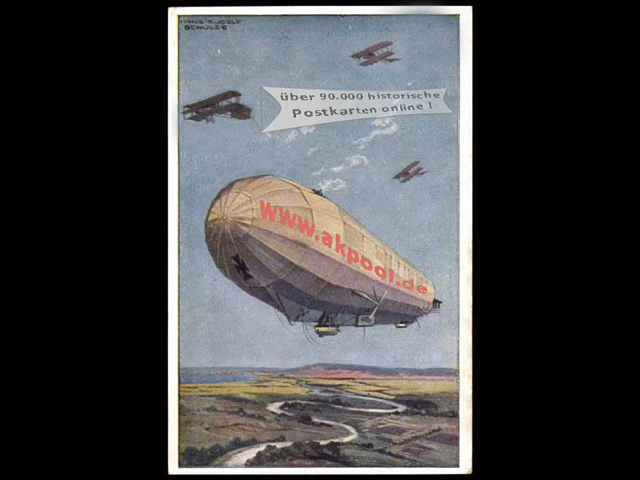 HANS RUDOLF
SCHULZE
über 90.000 historische
Postkarten online !
www.akpool.de